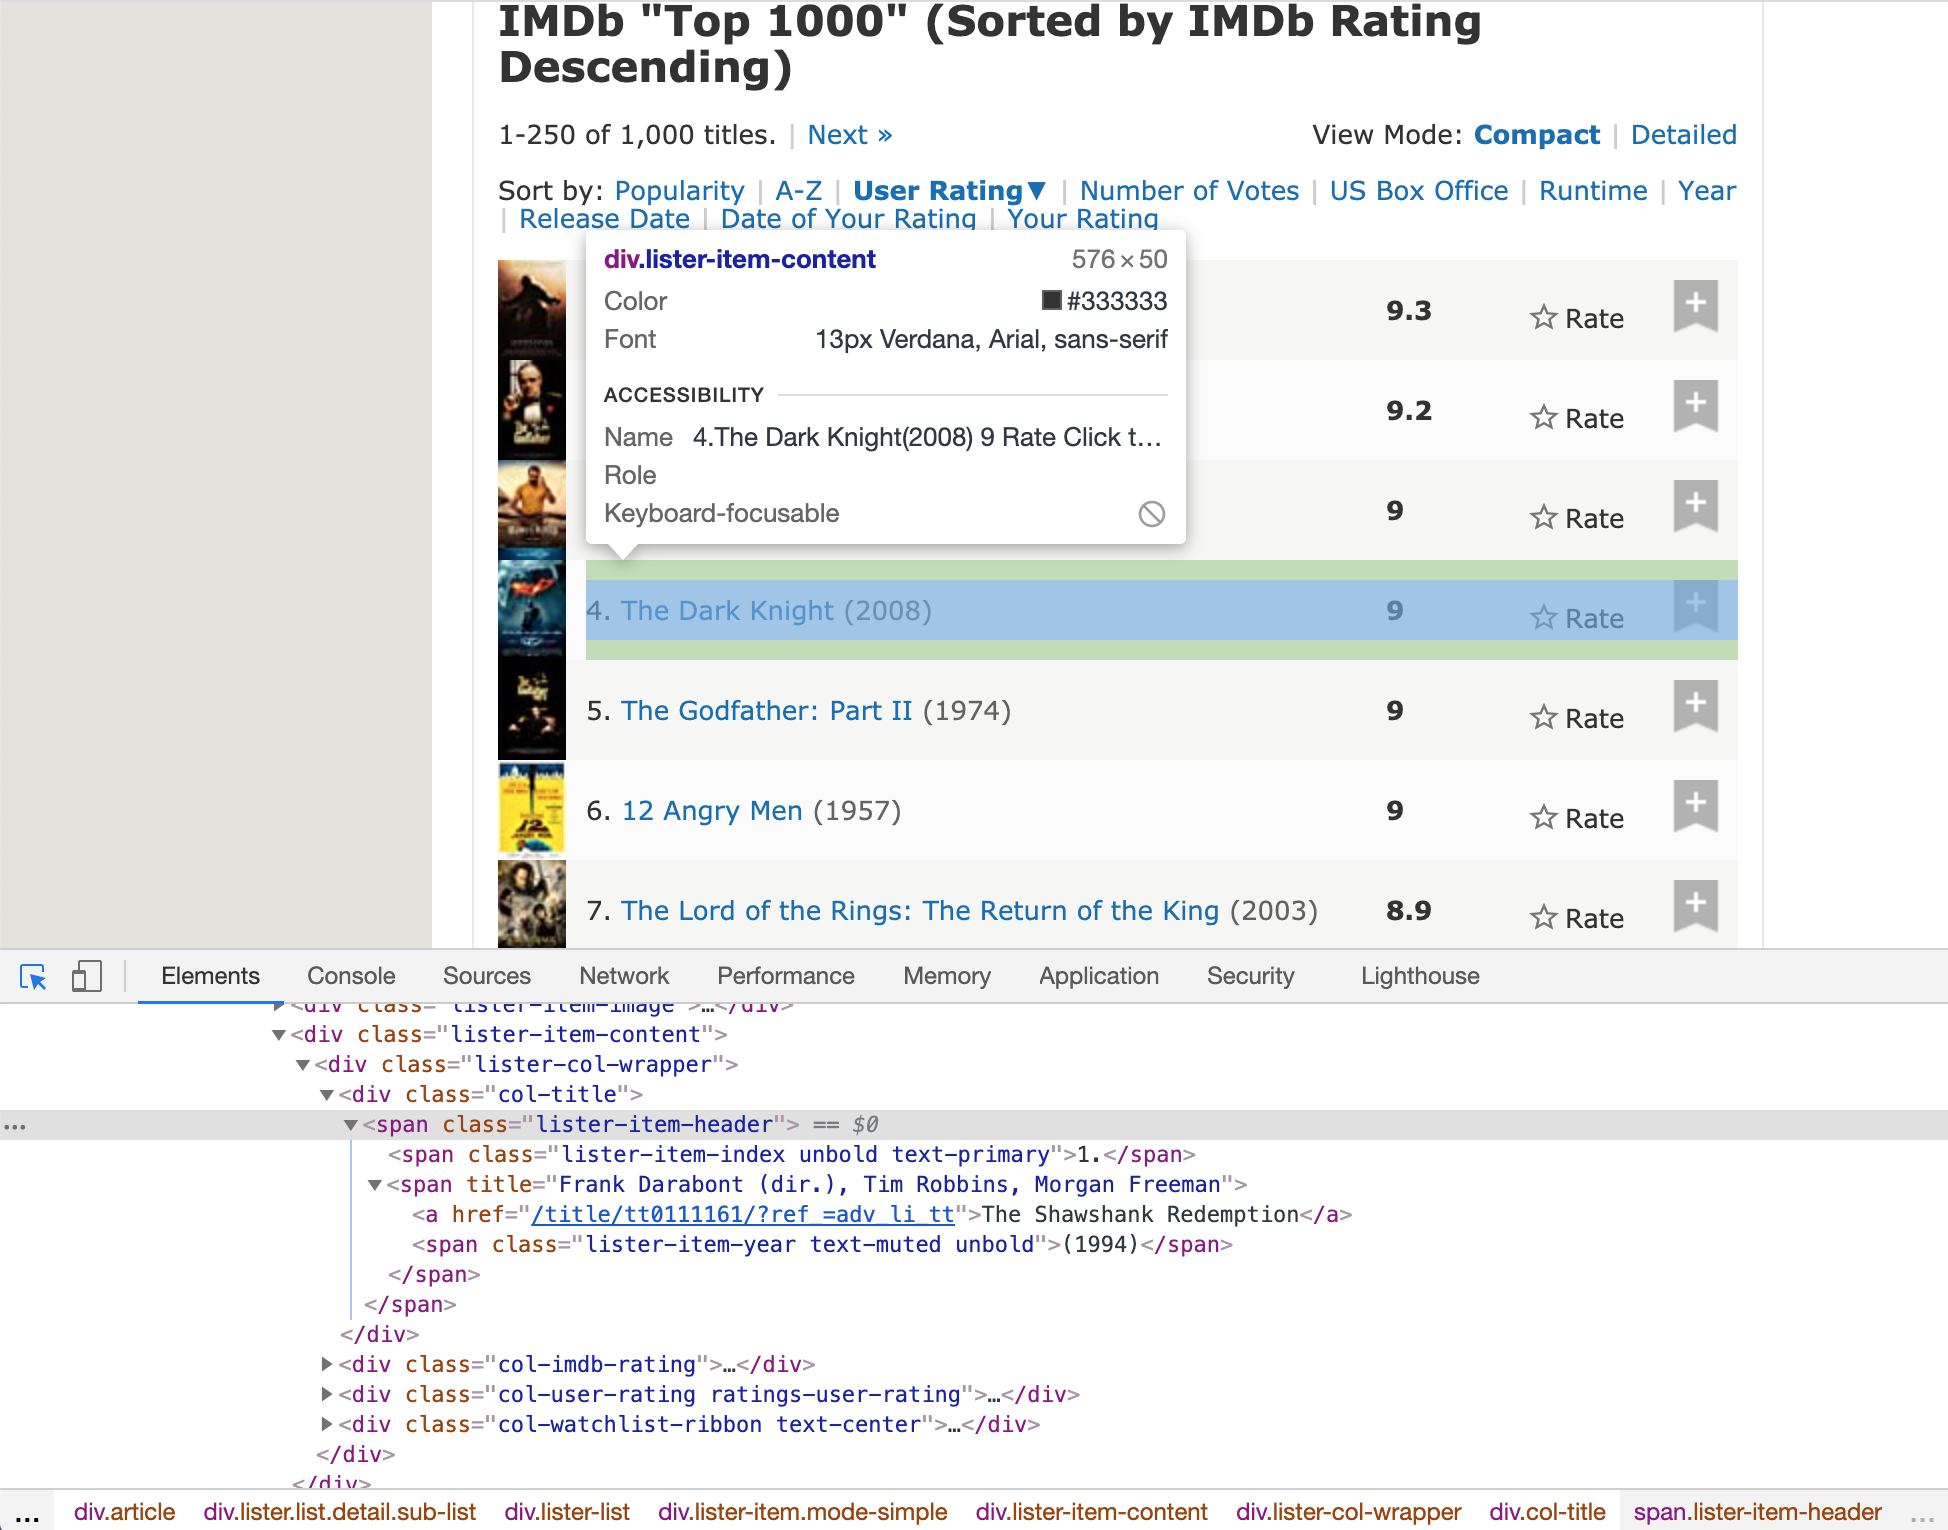 IMDb "Top 1000" (Sorted by IMDb Rating
Descending)
1-250 of 1,000 titles. | Next »
View Mode: Compact | Detailed
Sort by: Popularity | A-Z | User Rating▼ | Number of Votes | US Box Office | Runtime | Year
| Release Date | Date of Your Rating | Your Rating
div.lister-item-content 576×50
Color #333333
Font 13px Verdana, Arial, sans-serif
ACCESSIBILITY
Name 4.The Dark Knight(2008) 9 Rate Click t…
Role
Keyboard-focusable
9.3 Rate
9.2 Rate
9 Rate
4. The Dark Knight (2008) 9 Rate
5. The Godfather: Part II (1974) 9 Rate
6. 12 Angry Men (1957) 9 Rate
7. The Lord of the Rings: The Return of the King (2003) 8.9 Rate
Elements Console Sources Network Performance Memory Application Security Lighthouse
<div class="lister-item-image">…</div>
<div class="lister-item-content">
<div class="lister-col-wrapper">
<div class="col-title">
… <span class="lister-item-header"> == $0
<span class="lister-item-index unbold text-primary">1.</span>
<span title="Frank Darabont (dir.), Tim Robbins, Morgan Freeman">
<a href="/title/tt0111161/?ref_=adv_li_tt">The Shawshank Redemption</a>
<span class="lister-item-year text-muted unbold">(1994)</span>
</span>
</span>
</div>
<div class="col-imdb-rating">…</div>
<div class="col-user-rating ratings-user-rating">…</div>
<div class="col-watchlist-ribbon text-center">…</div>
</div>
</div>
… div.article div.lister.list.detail.sub-list div.lister-list div.lister-item.mode-simple div.lister-item-content div.lister-col-wrapper div.col-title span.lister-item-header …